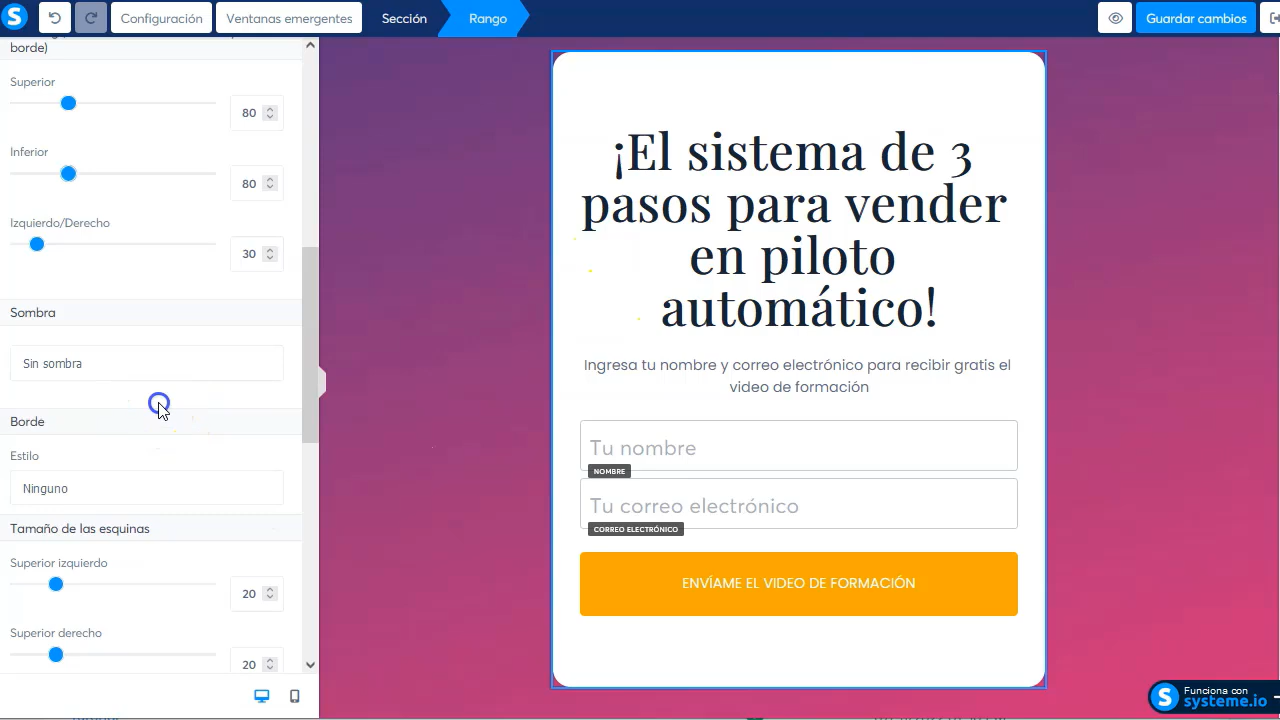 S
Configuración
Ventanas emergentes
Sección
Rango
Guardar cambios
borde)
Superior
80
Inferior
80
Izquierdo/Derecho
30
Sombra
Sin sombra
Borde
Estilo
Ninguno
Tamaño de las esquinas
Superior izquierdo
20
Superior derecho
20
¡El sistema de 3
pasos para vender
en piloto
automático!
Ingresa tu nombre y correo electrónico para recibir gratis el
video de formación
Tu nombre
NOMBRE
Tu correo electrónico
CORREO ELECTRÓNICO
ENVÍAME EL VIDEO DE FORMACIÓN
S
Funciona con
systeme.io